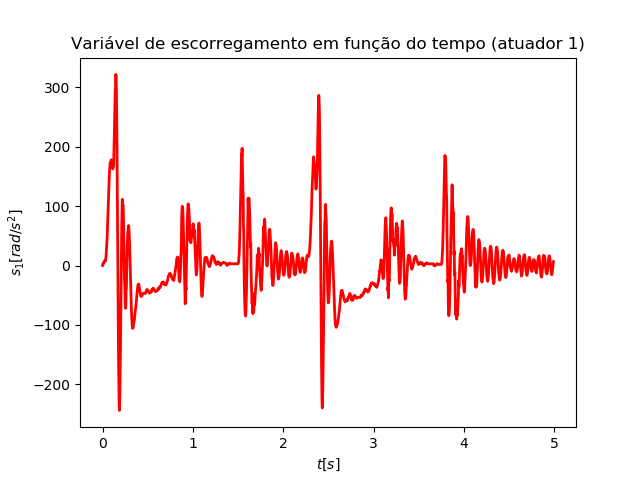 Variável de escorregamento em função do tempo (atuador 1)
s₁[rad/s²]
300
200
100
0
−100
−200
0 1 2 3 4 5
t[s]